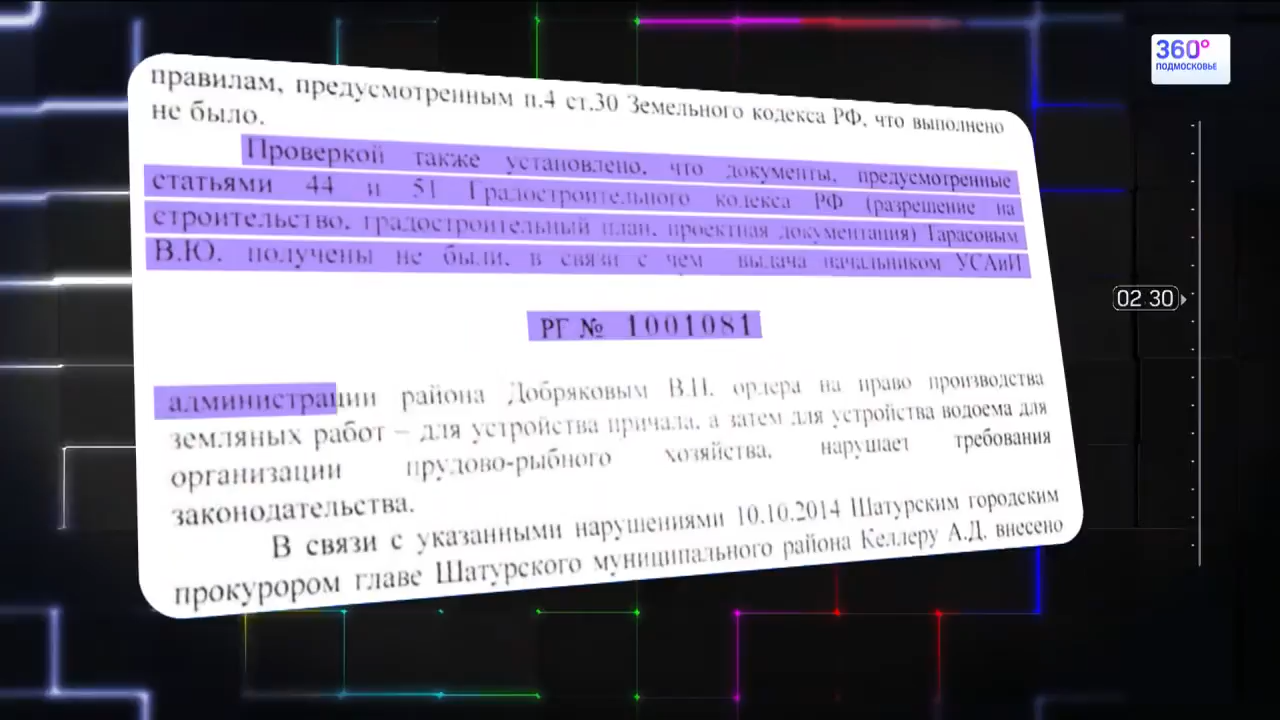 360°
ПОДМОСКОВЬЕ
правилам, предусмотренным п.4 ст.30 Земельного кодекса РФ, что выполнено
не было.
Проверкой также установлено, что документы, предусмотренные
статьями 44 и 51 Градостроительного кодекса РФ (разрешение на
строительство, градостроительный план, проектная документация) Тарасовым
В.Ю. получены не были, в связи с чем выдача начальником УСАиИ
02 30
РГ № 1001081
администрации района Добряковым В.Н. ордера на право производства
земляных работ – для устройства причала, а затем для устройства водоема для
организации прудово-рыбного хозяйства, нарушает требования
законодательства.
В связи с указанными нарушениями 10.10.2014 Шатурским городским
прокурором главе Шатурского муниципального района Келлеру А.Д. внесено